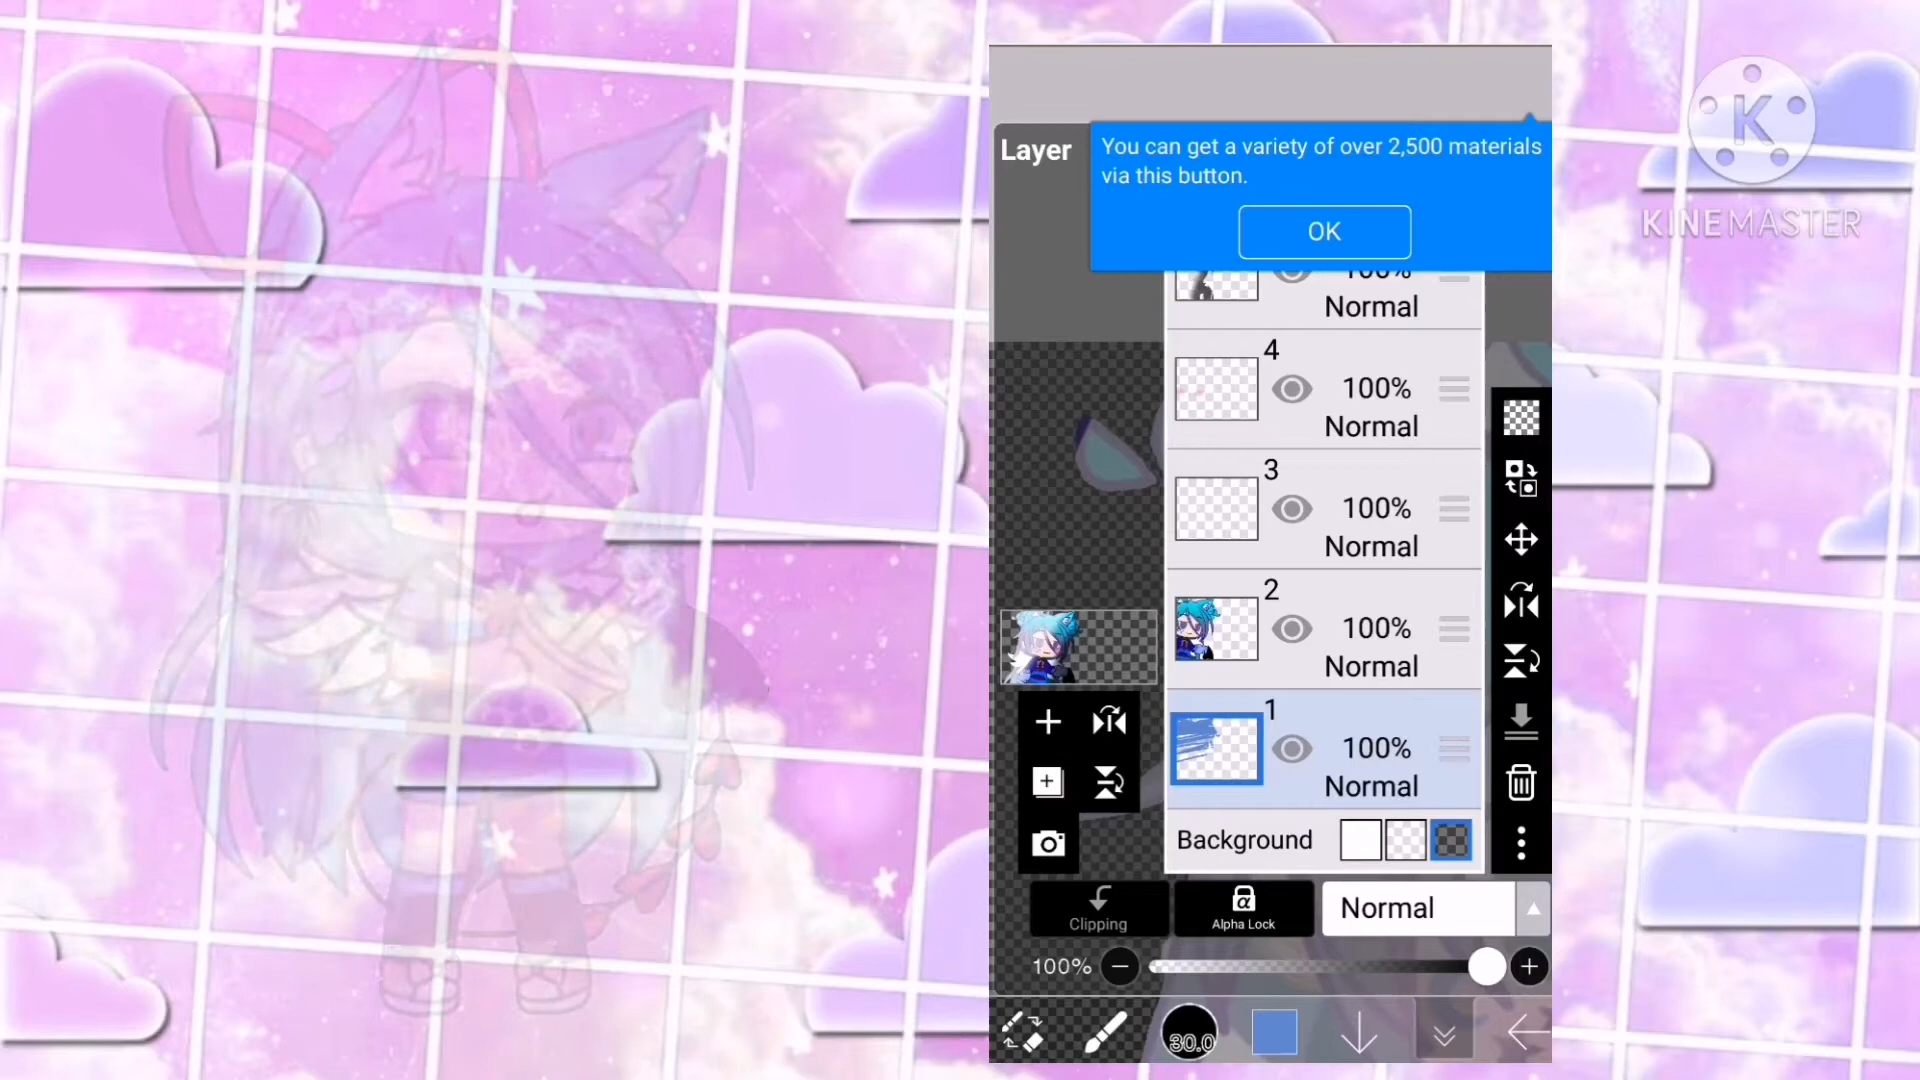 Layer
You can get a variety of over 2,500 materials
via this button.
OK
100%
Normal
4
100%
Normal
3
100%
Normal
2
100%
Normal
1
100%
Normal
Background
Clipping
α
Alpha Lock
Normal
100%
30.0
K
KINEMASTER